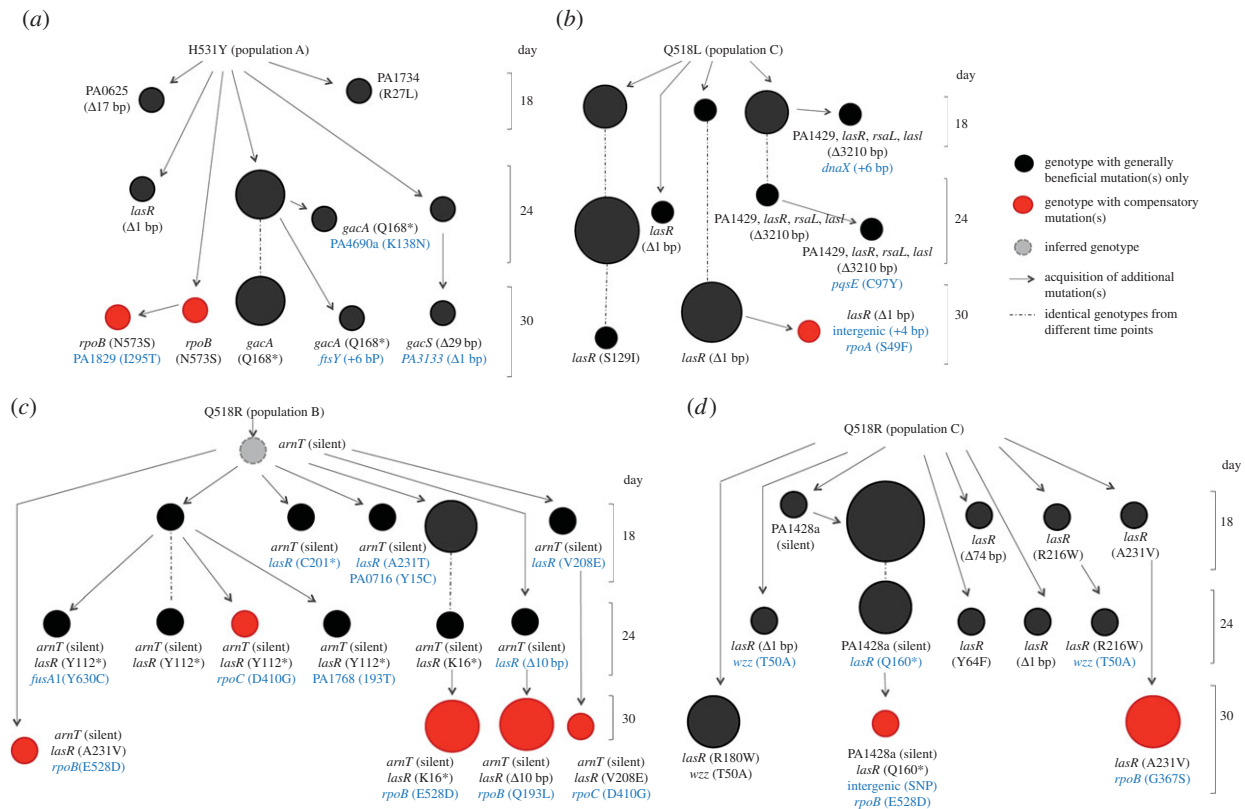 (a)
H531Y (population A)
day
PA0625
(Δ17 bp)
PA1734
(R27L)
18
lasR
(Δ1 bp)
gacA (Q168*)
PA4690a (K138N)
24
rpoB (N573S)
PA1829 (I295T)
rpoB
(N573S)
gacA
(Q168*)
gacA (Q168*)
ftsY (+6 bP)
gacS (Δ29 bp)
PA3133 (Δ1 bp)
30
(b)
Q518L (population C)
day
PA1429, lasR, rsaL, lasl
(Δ3210 bp)
dnaX (+6 bp)
18
lasR
(Δ1 bp)
PA1429, lasR, rsaL, lasl
(Δ3210 bp)
PA1429, lasR, rsaL, lasl
(Δ3210 bp)
pqsE (C97Y)
24
lasR (S129I)
lasR (Δ1 bp)
lasR (Δ1 bp)
intergenic (+4 bp)
rpoA (S49F)
30
genotype with generally
beneficial mutation(s) only
genotype with compensatory
mutation(s)
inferred genotype
acquisition of additional
mutation(s)
identical genotypes from
different time points
(c)
Q518R (population B)
arnT (silent)
day
arnT (silent)
lasR (C201*)
arnT (silent)
lasR (A231T)
PA0716 (Y15C)
arnT (silent)
lasR (V208E)
18
arnT (silent)
lasR (Y112*)
fusA1(Y630C)
arnT (silent)
lasR (Y112*)
arnT (silent)
lasR (Y112*)
rpoC (D410G)
arnT (silent)
lasR (Y112*)
PA1768 (193T)
arnT (silent)
lasR (K16*)
arnT (silent)
lasR (Δ10 bp)
24
arnT (silent)
lasR (A231V)
rpoB(E528D)
arnT (silent)
lasR (K16*)
rpoB (E528D)
arnT (silent)
lasR (Δ10 bp)
rpoB (Q193L)
arnT (silent)
lasR (V208E)
rpoC (D410G)
30
(d)
Q518R (population C)
day
PA1428a
(silent)
lasR
(Δ74 bp)
lasR
(R216W)
lasR
(A231V)
18
lasR (Δ1 bp)
wzz (T50A)
PA1428a (silent)
lasR (Q160*)
lasR
(Y64F)
lasR
(Δ1 bp)
lasR (R216W)
wzz (T50A)
24
lasR (R180W)
wzz (T50A)
PA1428a (silent)
lasR (Q160*)
intergenic (SNP)
rpoB (E528D)
lasR (A231V)
rpoB (G367S)
30